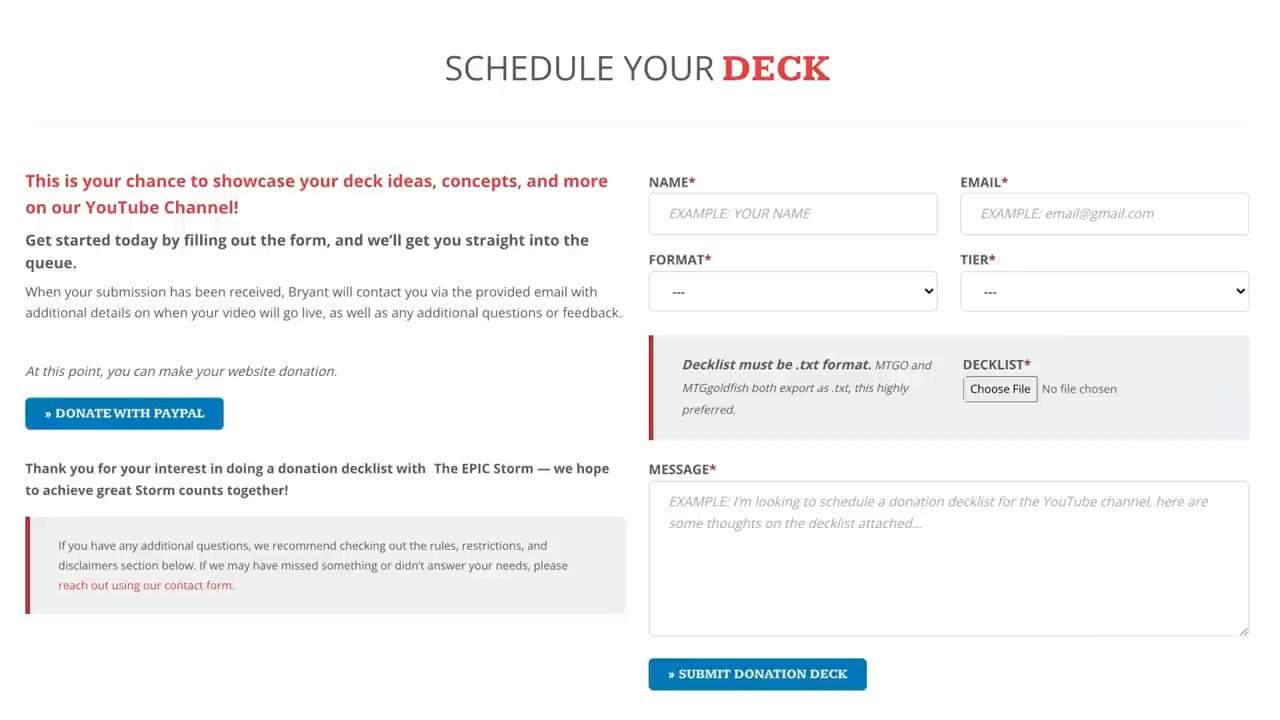 SCHEDULE YOUR DECK
This is your chance to showcase your deck ideas, concepts, and more
on our YouTube Channel!
Get started today by filling out the form, and we'll get you straight into the
queue.
When your submission has been received, Bryant will contact you via the provided email with
additional details on when your video will go live, as well as any additional questions or feedback.
At this point, you can make your website donation.
» DONATE WITH PAYPAL
Thank you for your interest in doing a donation decklist with The EPIC Storm — we hope
to achieve great Storm counts together!
If you have any additional questions, we recommend checking out the rules, restrictions, and
disclaimers section below. If we may have missed something or didn't answer your needs, please
reach out using our contact form.
NAME*
EXAMPLE: YOUR NAME
EMAIL*
EXAMPLE: email@gmail.com
FORMAT*
---
TIER*
---
Decklist must be .txt format. MTGO and
MTGgoldfish both export as .txt, this highly
preferred.
DECKLIST*
Choose File No file chosen
MESSAGE*
EXAMPLE: I'm looking to schedule a donation decklist for the YouTube channel, here are
some thoughts on the decklist attached...
» SUBMIT DONATION DECK